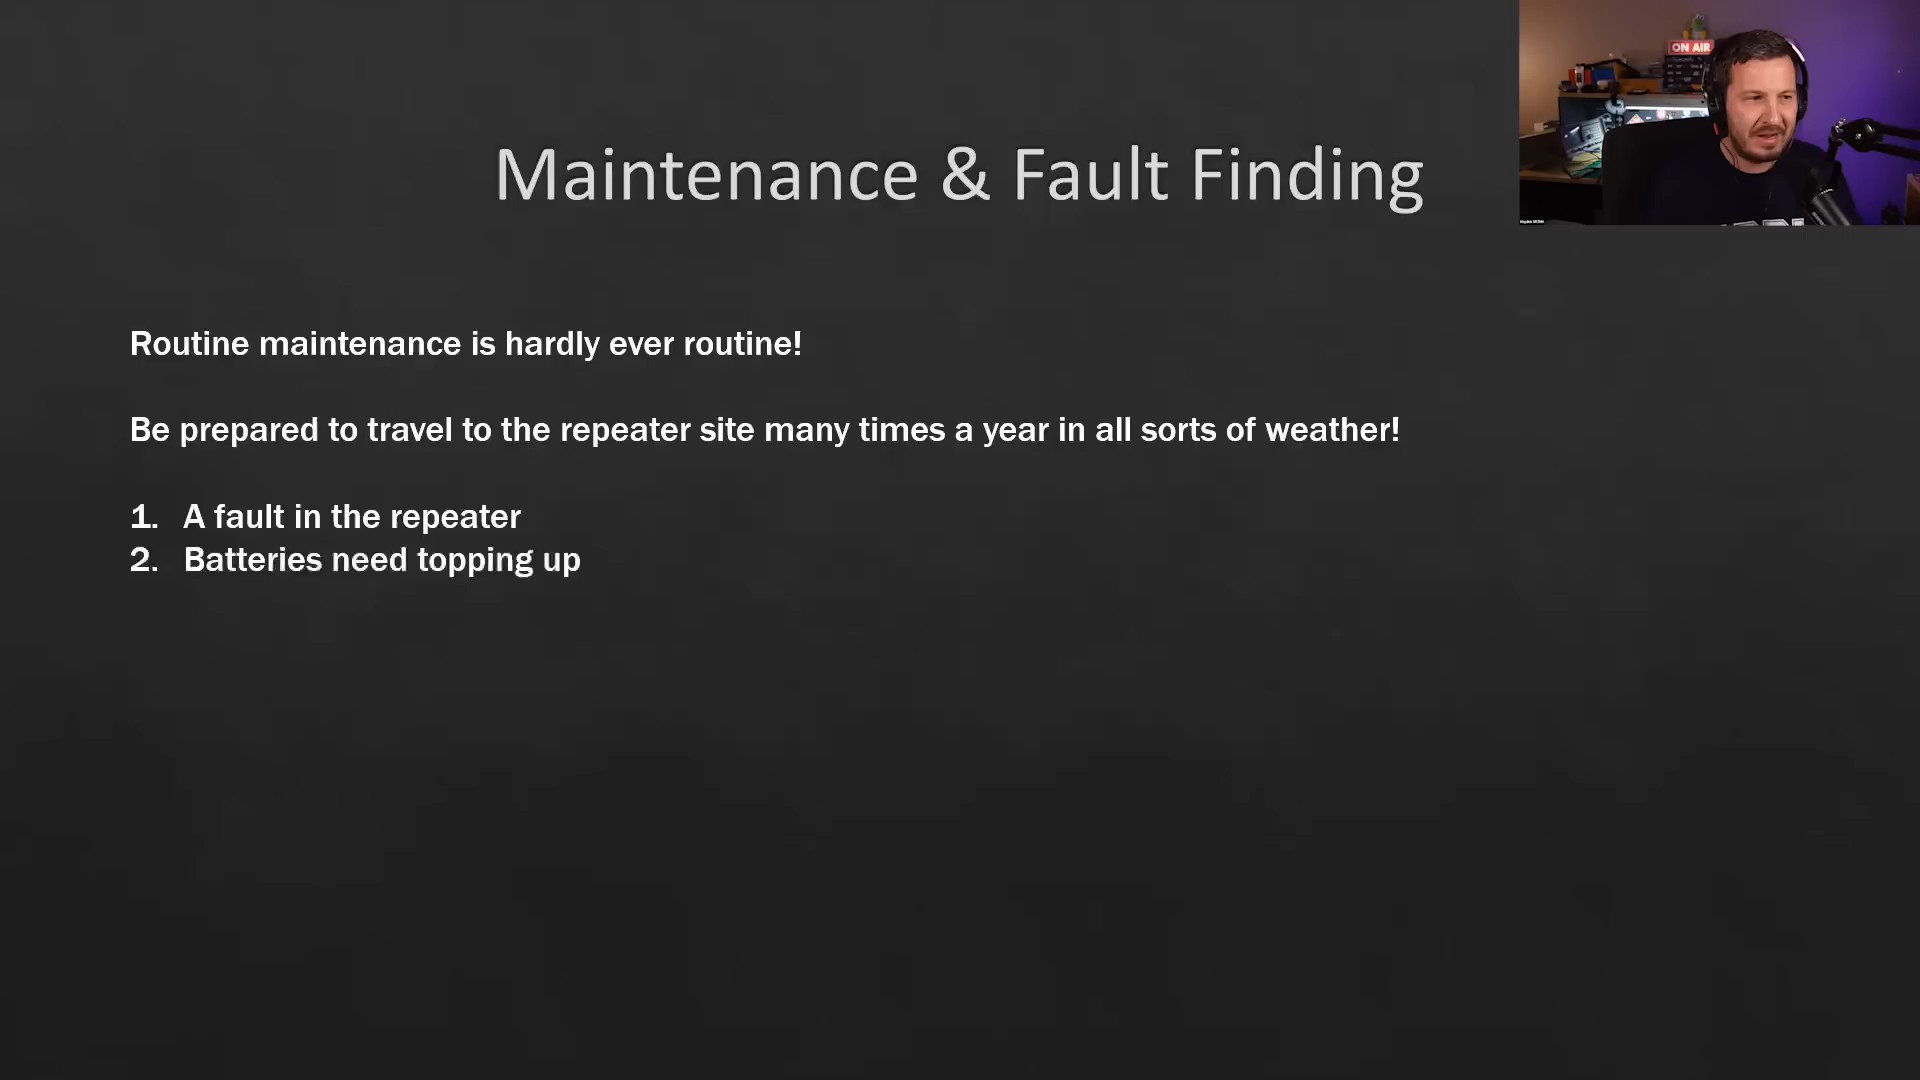 ON AIR
Maintenance & Fault Finding
Routine maintenance is hardly ever routine!
Be prepared to travel to the repeater site many times a year in all sorts of weather!
1. A fault in the repeater
2. Batteries need topping up